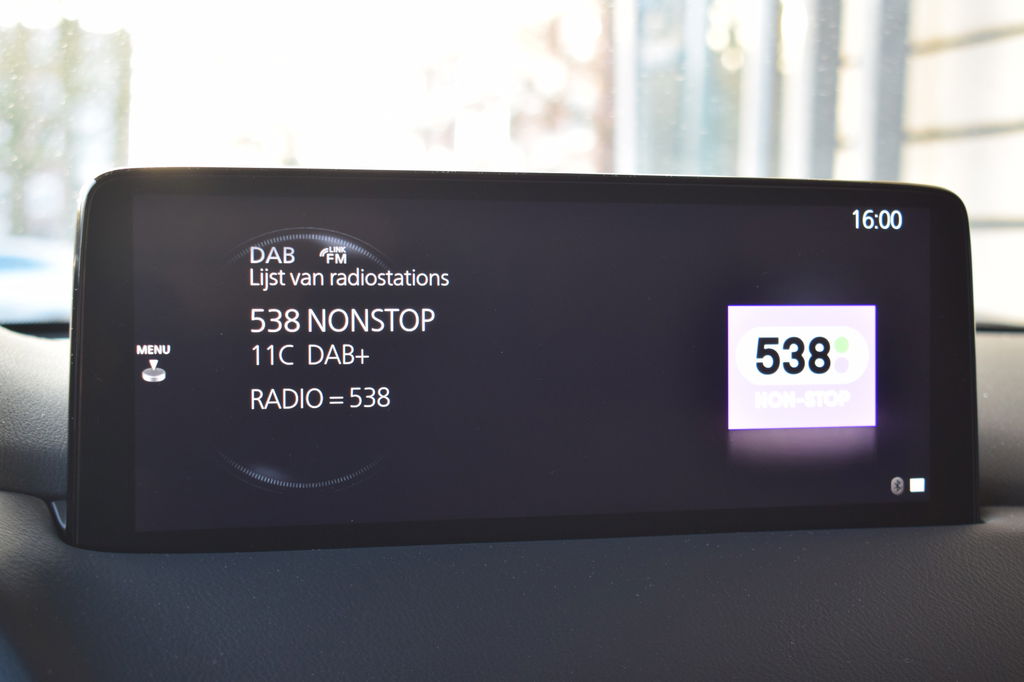 16:00
DAB LINK FM
Lijst van radiostations
538 NONSTOP
11C DAB+
RADIO = 538
MENU
538
NON-STOP